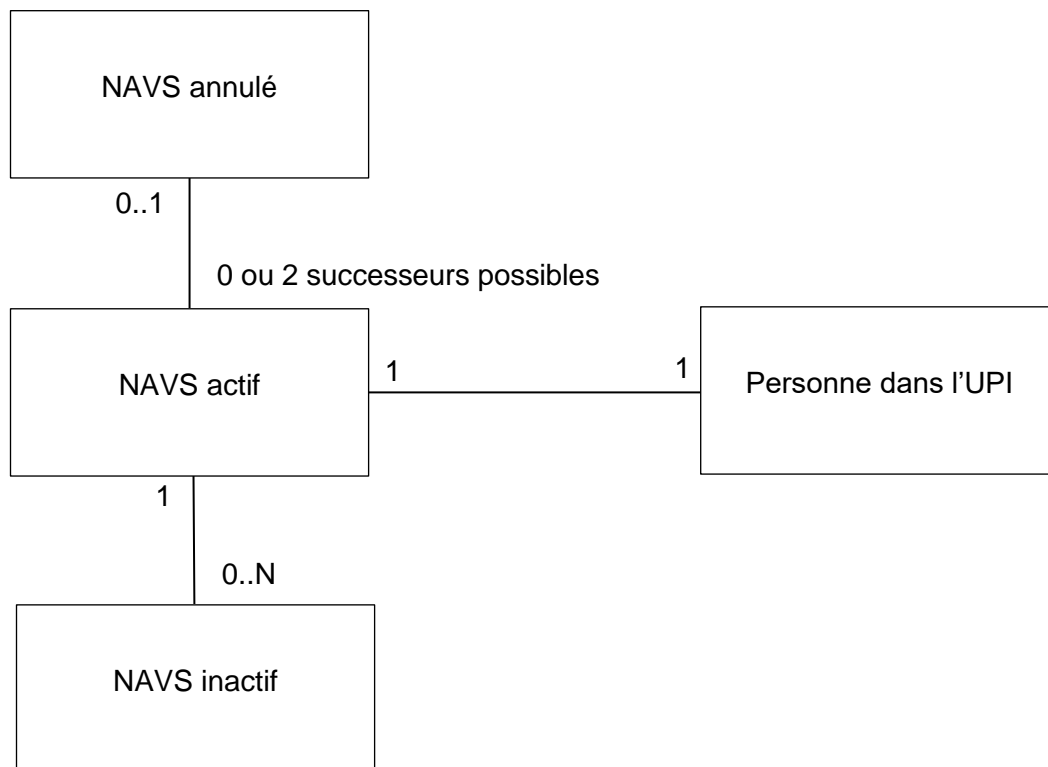 NAVS annulé
0..1
0 ou 2 successeurs possibles
NAVS actif
1
1
Personne dans l’UPI
1
0..N
NAVS inactif